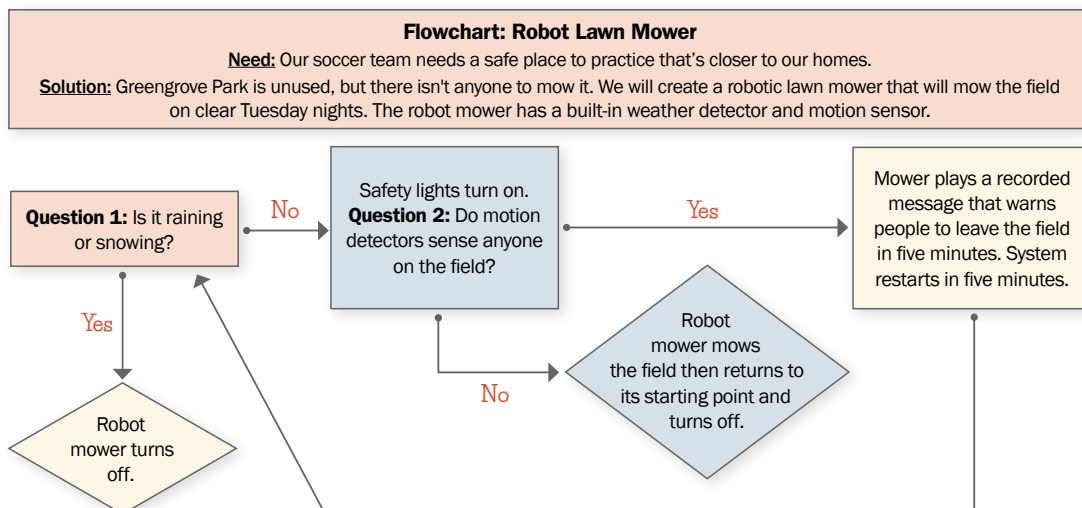 Flowchart: Robot Lawn Mower
Need: Our soccer team needs a safe place to practice that's closer to our homes.
Solution: Greengrove Park is unused, but there isn't anyone to mow it. We will create a robotic lawn mower that will mow the field
on clear Tuesday nights. The robot mower has a built-in weather detector and motion sensor.
Question 1: Is it raining
or snowing?
No
Safety lights turn on.
Question 2: Do motion
detectors sense anyone
on the field?
Yes
Mower plays a recorded
message that warns
people to leave the field
in five minutes. System
restarts in five minutes.
Yes
Robot
mower turns
off.
No
Robot
mower mows
the field then returns to
its starting point and
turns off.